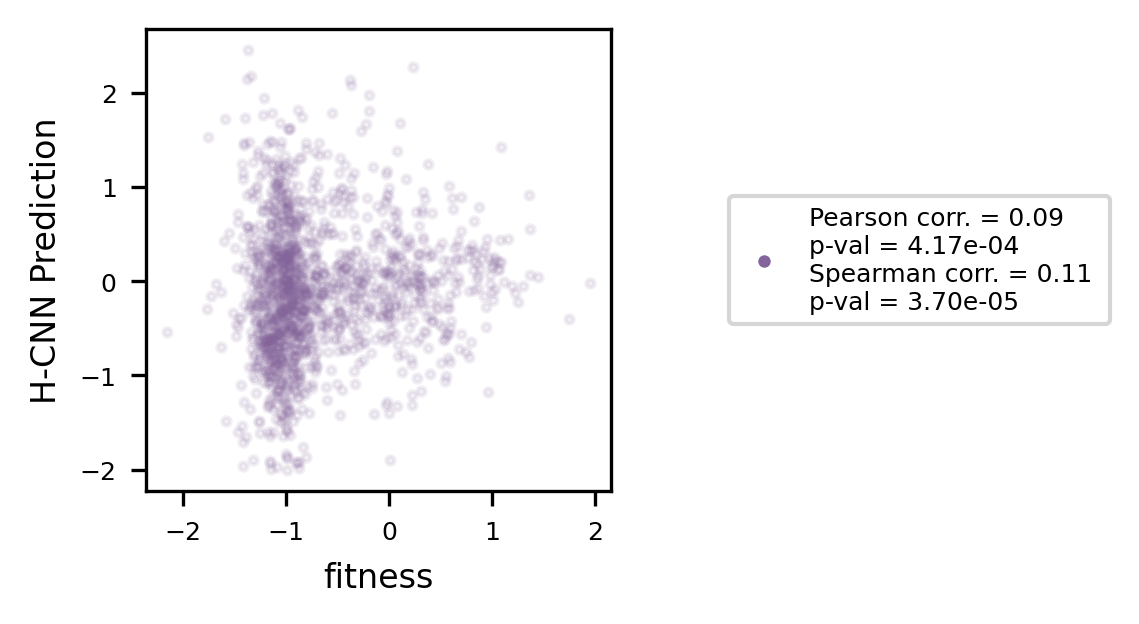 H-CNN Prediction
2
1
0
−1
−2
−2 −1 0 1 2
fitness
Pearson corr. = 0.09
p-val = 4.17e-04
Spearman corr. = 0.11
p-val = 3.70e-05